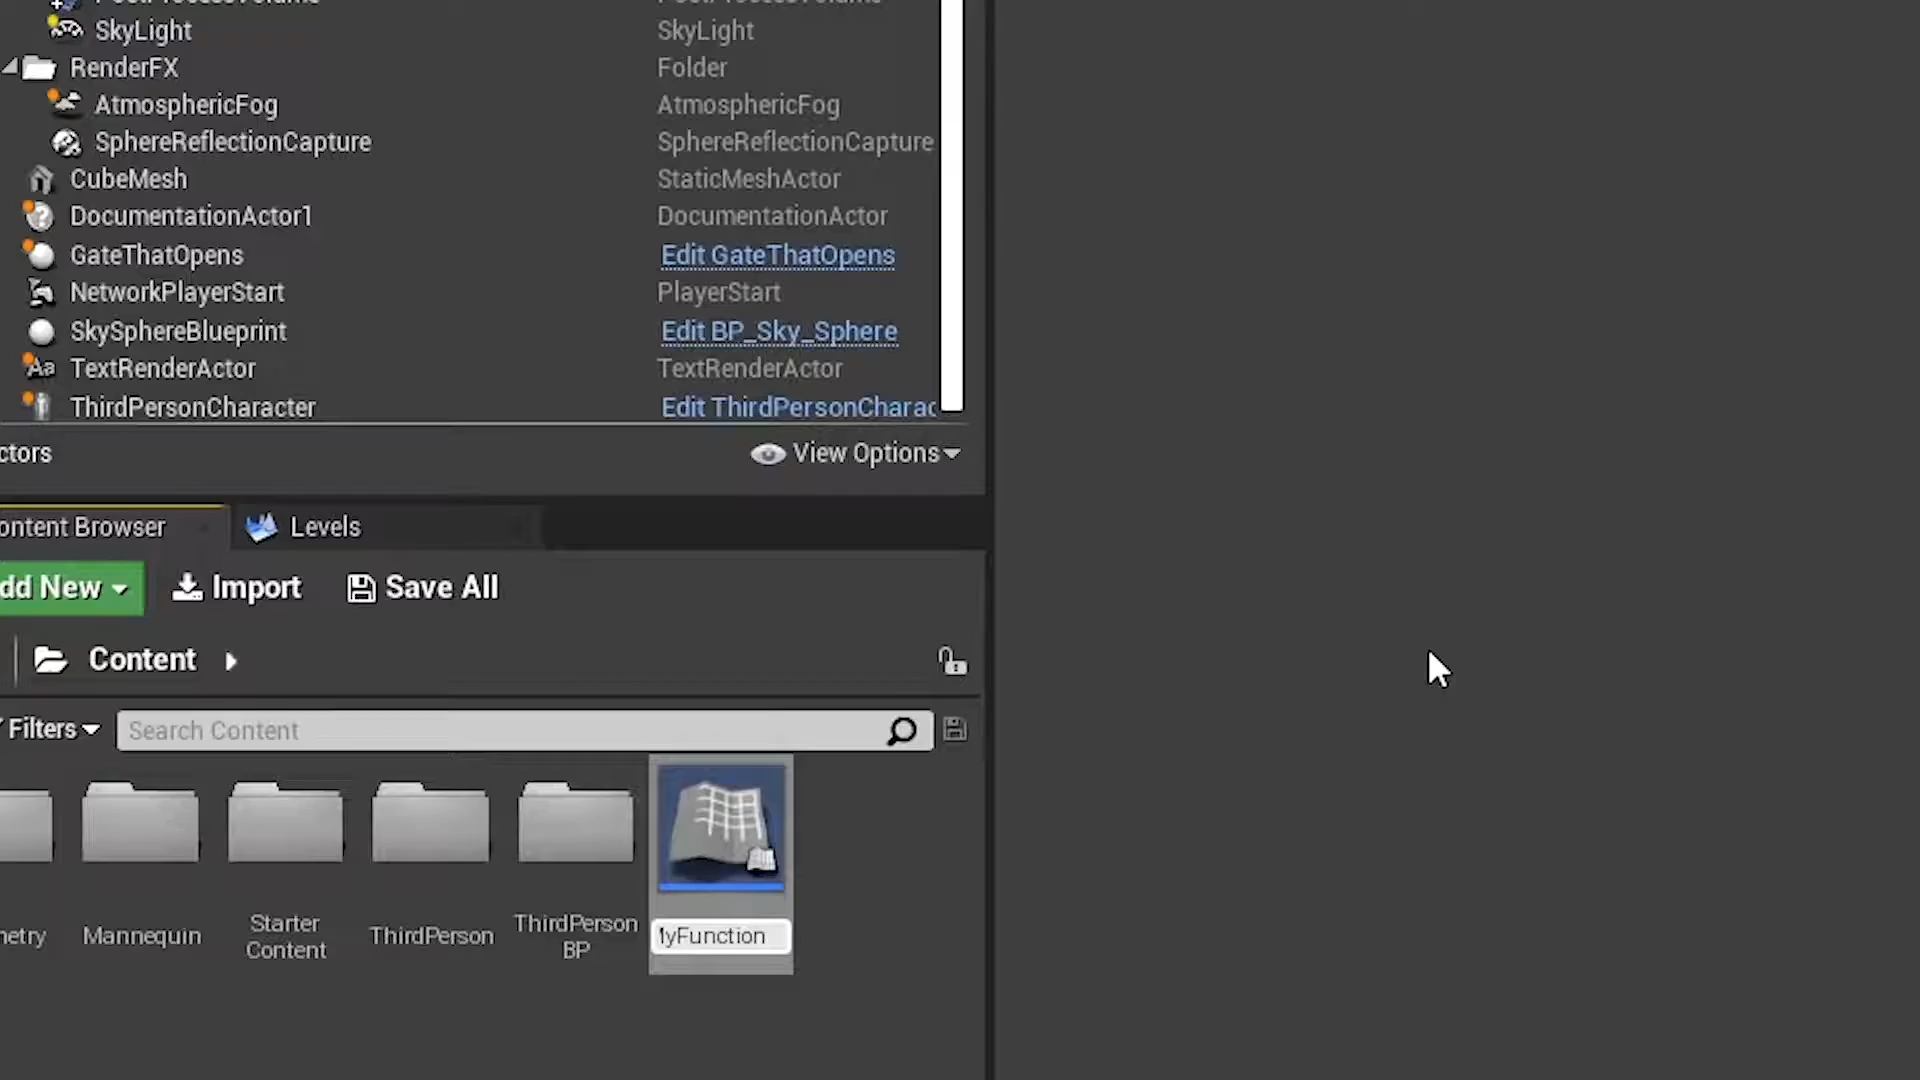 SkyLight SkyLight
RenderFX Folder
AtmosphericFog AtmosphericFog
SphereReflectionCapture SphereReflectionCapture
CubeMesh StaticMeshActor
DocumentationActor1 DocumentationActor
GateThatOpens Edit GateThatOpens
NetworkPlayerStart PlayerStart
SkySphereBlueprint Edit BP_Sky_Sphere
TextRenderActor TextRenderActor
ThirdPersonCharacter Edit ThirdPersonCharac
ctors View Options
ontent Browser Levels
dd New Import Save All
Content
Filters Search Content
netry Mannequin Starter Content ThirdPerson ThirdPerson BP lyFunction